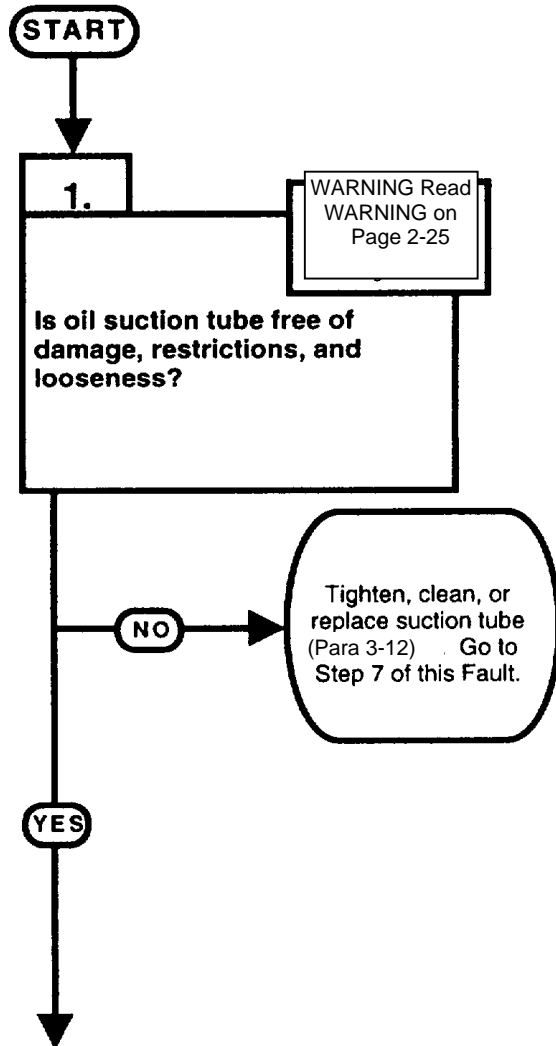 START
1.
WARNING Read
WARNING on
Page 2-25
Is oil suction tube free of
damage, restrictions, and
looseness?
NO
Tighten, clean, or
replace suction tube
(Para 3-12) . Go to
Step 7 of this Fault.
YES